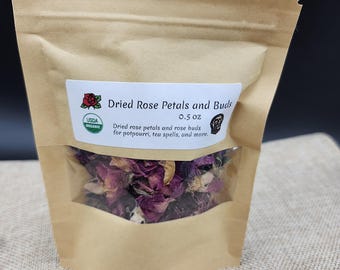 Dried Rose Petals and Buds
0.5 oz
USDA
ORGANIC
Dried rose petals and rose buds
for potpourri, tea spells, and more.